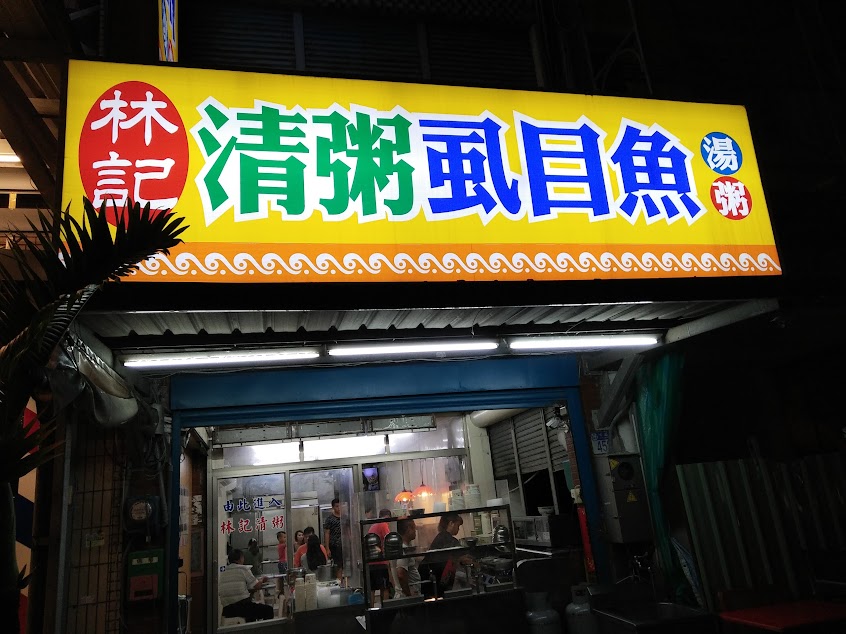 林記
清粥虱目魚
湯
粥
由此進入
林記清粥